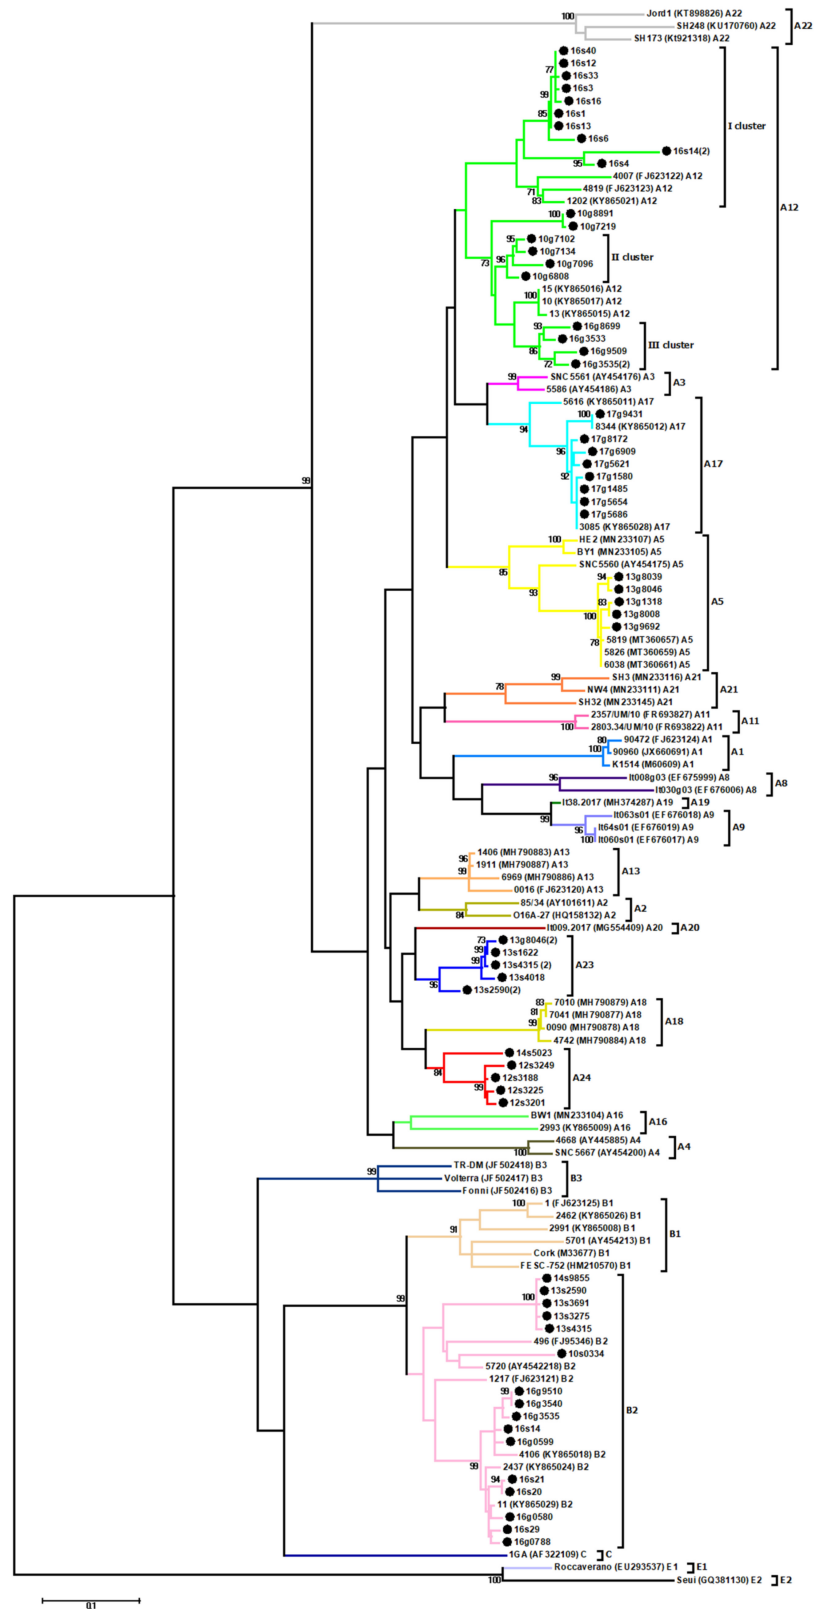 100 Jord1 (KT898826) A22
SH248 (KU170760) A22 A22
SH173 (Kt921318) A22
16s40
16s12
77 16s33
16s3
99 16s16
85 16s1
16s13 I cluster
16s6
16s14(2)
95 16s4
4007 (FJ623122) A12
71 4819 (FJ623123) A12
83 1202 (KY865021) A12 A12
100 10g8891
10g7219
95 10g7102
10g7134
96 10g7096 II cluster
73 10g6808
15 (KY865016) A12
100 10 (KY865017) A12
13 (KY865015) A12
93 16g8699
16g3533 III cluster
86 16g9509
72 16g3535(2)
99 SNC5561 (AY454176) A3 A3
5586 (AY454186) A3
5616 (KY865011) A17
100 17g9431
94 8344 (KY865012) A17
17g8172
96 17g6909
17g5621 A17
92 17g1580
17g1485
17g5654
17g5686
3085 (KY865028) A17
99
100 HE2 (MN233107) A5
BY1 (MN233105) A5
85 SNC5560 (AY454175) A5
94 13g8039
93 13g8046
83 13g1318 A5
100 13g8008
13g9692
78 5819 (MT360657) A5
5826 (MT360659) A5
6038 (MT360661) A5
99 SH3 (MN233116) A21
78 NW4 (MN233111) A21 A21
SH32 (MN233145) A21
2357/UM/10 (FR693827) A11 A11
100 2803.34/UM/10 (FR693822) A11
80 90472 (FJ623124) A1
100 90960 (JX660691) A1 A1
K1514 (M60609) A1
96 It008g03 (EF675999) A8 A8
It030g03 (EF676006) A8
It38.2017 (MH374287) A19 A19
99 It063s01 (EF676018) A9
96 It64s01 (EF676019) A9 A9
100 It060s01 (EF676017) A9
1406 (MH790883) A13
96 1911 (MH790887) A13
99 6969 (MH790886) A13 A13
0016 (FJ623120) A13
85/34 (AY101611) A2 A2
84 O16A-27 (HQ158132) A2
It009.2017 (MG554409) A20 A20
73 13g8046(2)
99 13s1622
99 13s4315 (2) A23
13s4018
96 13s2590(2)
83 7010 (MH790879) A18
81 7041 (MH790877) A18
99 0090 (MH790878) A18 A18
4742 (MH790884) A18
14s5023
12s3249
84 12s3188 A24
99 12s3225
12s3201
BW1 (MN233104) A16 A16
2993 (KY865009) A16
4668 (AY445885) A4 A4
100 SNC5667 (AY454200) A4
TR-DM (JF502418) B3
99 Volterra (JF502417) B3 B3
Fonni (JF502416) B3
100 1 (FJ623125) B1
2462 (KY865026) B1
91 2991 (KY865008) B1 B1
5701 (AY454213) B1
Cork (M33677) B1
FESC-752 (HM210570) B1
14s9855
13s2590
99 100 13s3691
13s3275
13s4315
496 (FJ95346) B2
10s0334
5720 (AY4542218) B2
1217 (FJ623121) B2
99 16g9510
16g3540 B2
16g3535
16s14
16g0599
4106 (KY865018) B2
99 2437 (KY865024) B2
94 16s21
16s20
11 (KY865029) B2
16g0580
16s29
16g0788
1GA (AF322109) C C
Roccaverano (EU293537) E1 E1
100 Seui (GQ381130) E2 E2
0.1